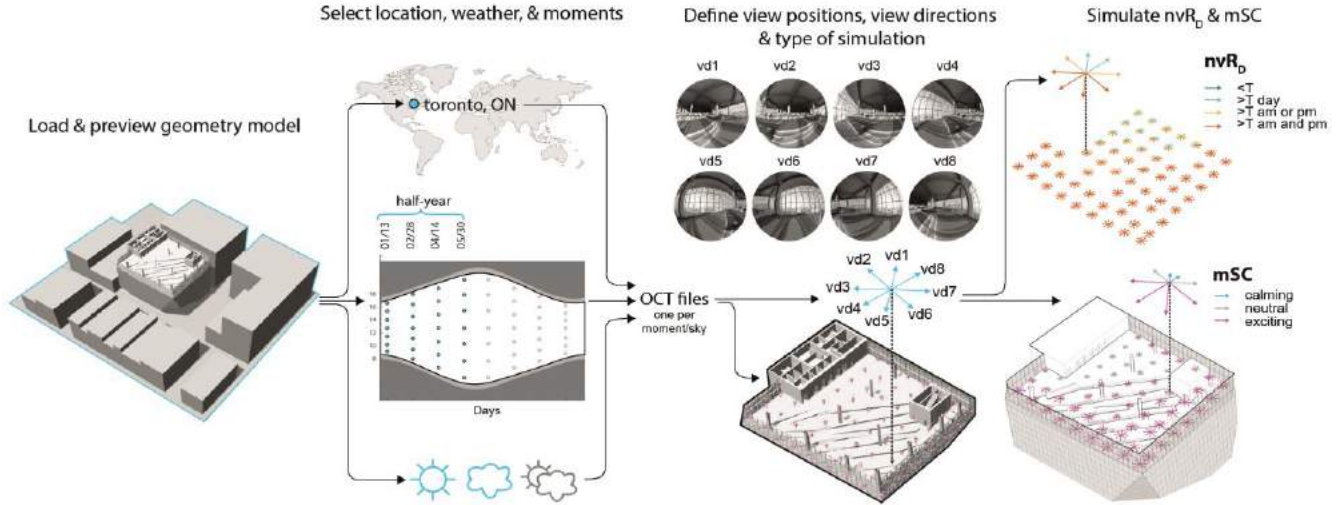 Select location, weather, & moments
Define view positions, view directions
& type of simulation
Simulate nvR_D & mSC
Load & preview geometry model
toronto, ON
half-year
01/13
02/28
04/14
05/30
Days
OCT files
one per
moment/sky
vd1
vd2
vd3
vd4
vd5
vd6
vd7
vd8
vd1
vd2
vd8
vd3
vd7
vd4
vd5
vd6
nvR_D
<T
>T day
>T am or pm
>T am and pm
mSC
calming
neutral
exciting